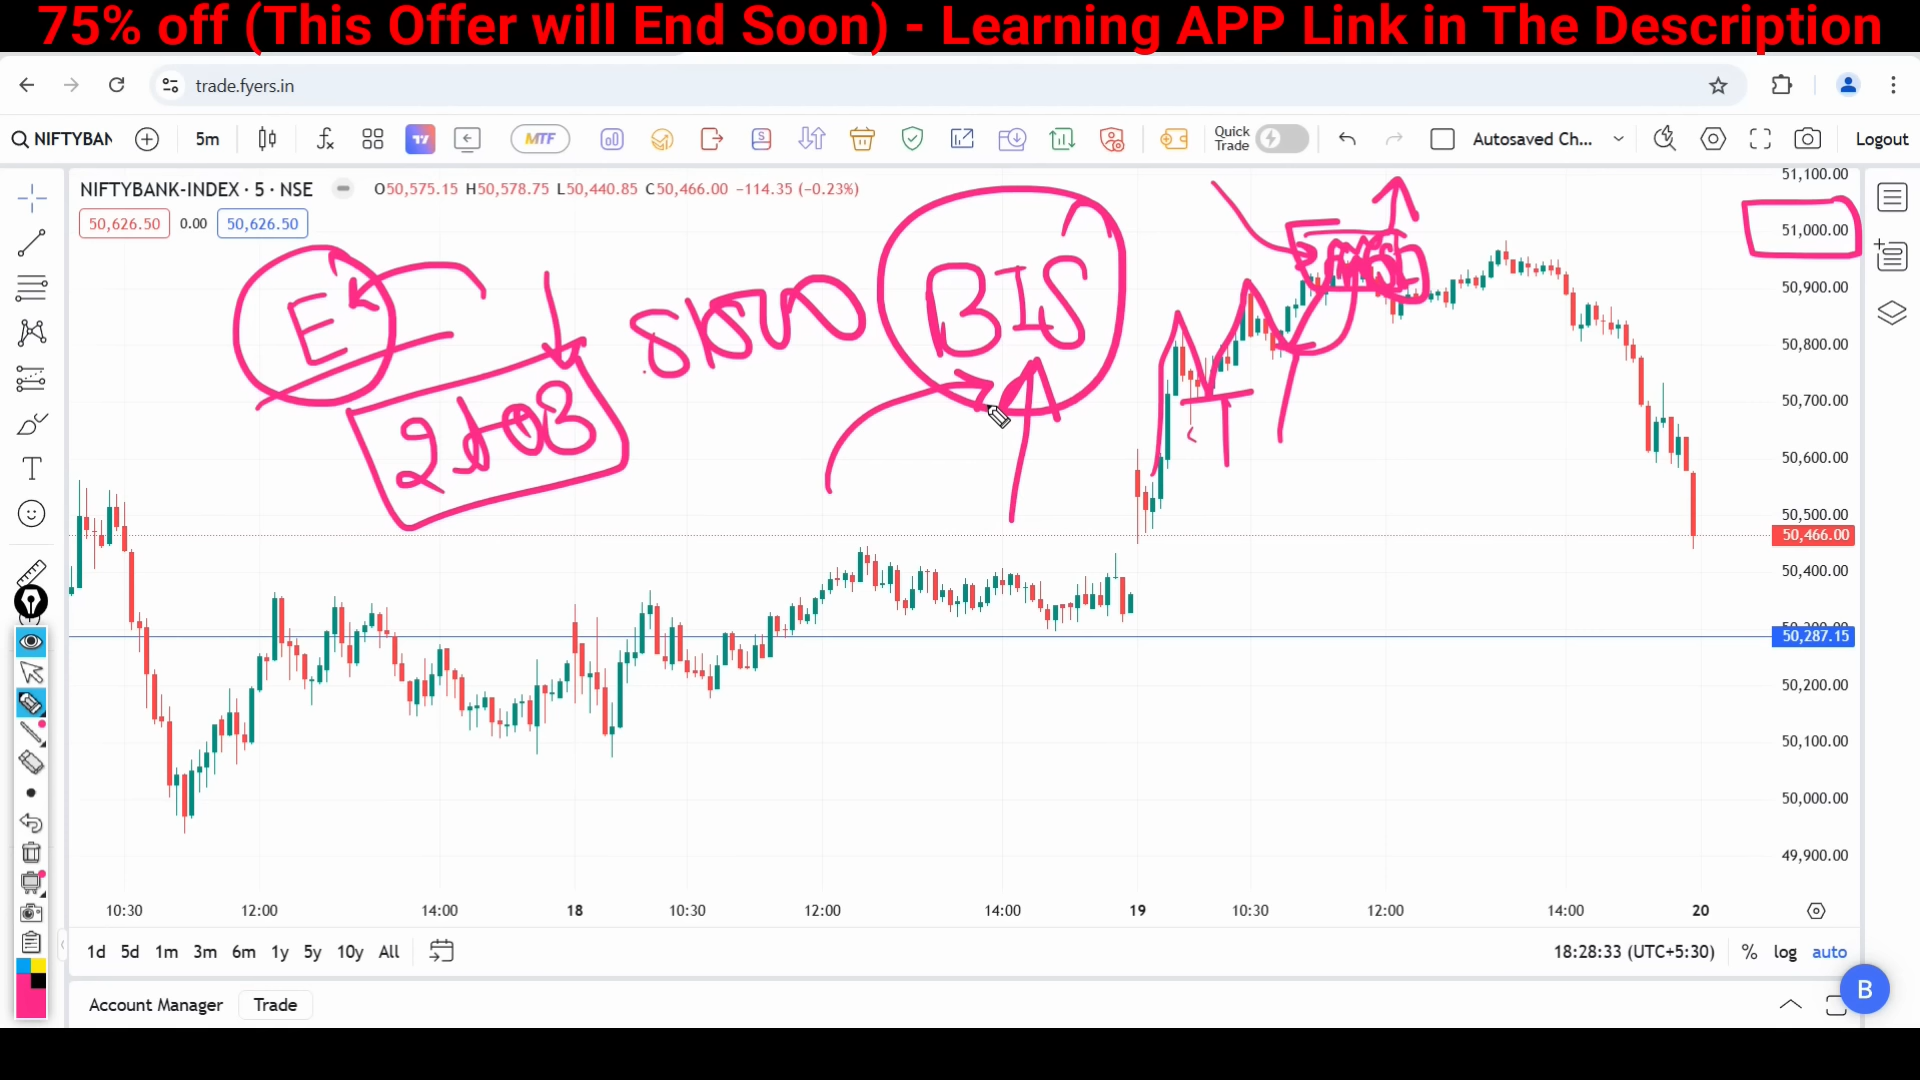 75% off (This Offer will End Soon) - Learning APP Link in The Description
trade.fyers.in
NIFTYBAN 5m MTF Quick Trade Autosaved Ch... Logout
NIFTYBANK-INDEX · 5 · NSE O50,575.15 H50,578.75 L50,440.85 C50,466.00 −114.35 (−0.23%)
50,626.50 0.00 50,626.50
E
BIS
51,100.00
51,000.00
50,900.00
50,800.00
50,700.00
50,600.00
50,500.00
50,466.00
50,400.00
50,287.15
50,200.00
50,100.00
50,000.00
49,900.00
10:30 12:00 14:00 18 10:30 12:00 14:00 19 10:30 12:00 14:00 20
1d 5d 1m 3m 6m 1y 5y 10y All 18:28:33 (UTC+5:30) % log auto
Account Manager Trade
B